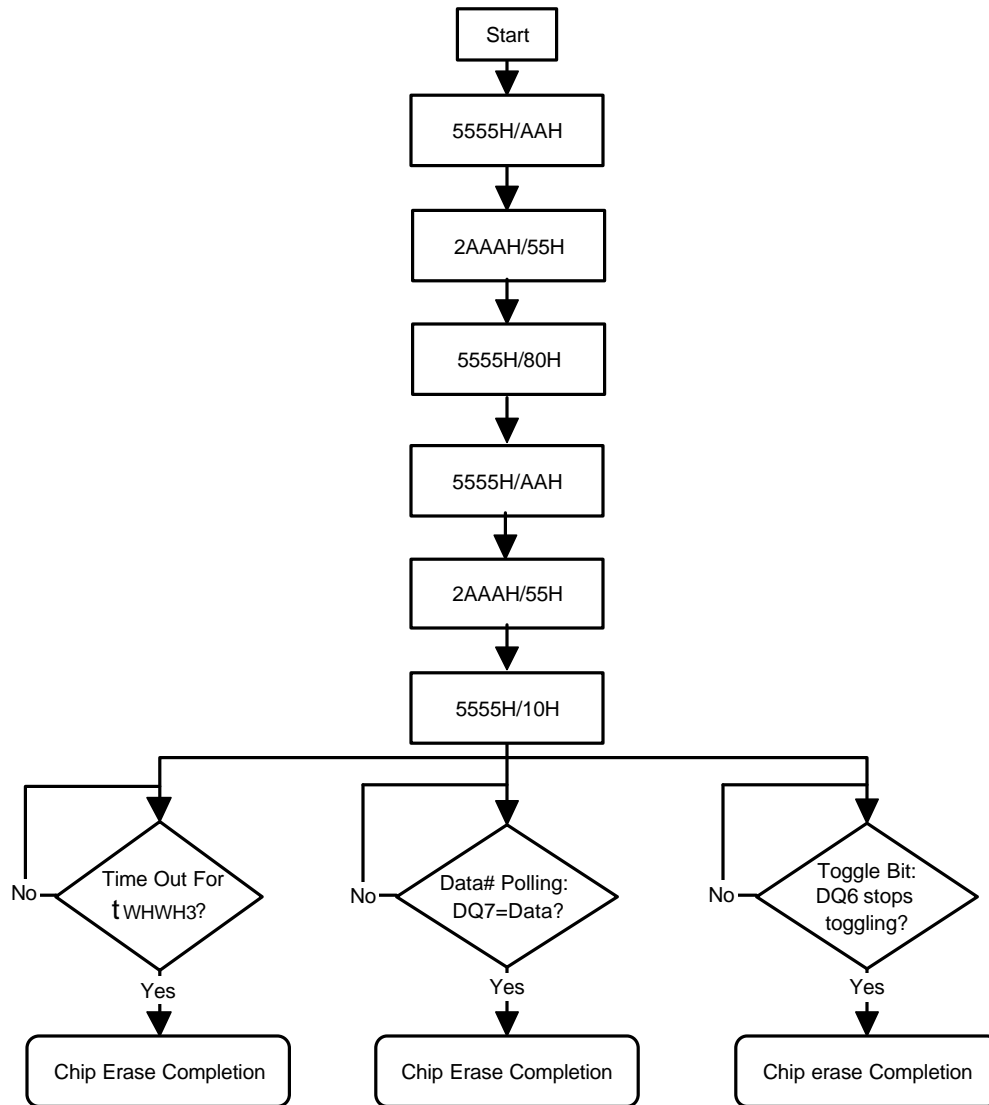 Start
5555H/AAH
2AAAH/55H
5555H/80H
5555H/AAH
2AAAH/55H
5555H/10H
Time Out For
tWHWH3?
No
Yes
Chip Erase Completion
Data# Polling:
DQ7=Data?
No
Yes
Chip Erase Completion
Toggle Bit:
DQ6 stops
toggling?
No
Yes
Chip erase Completion